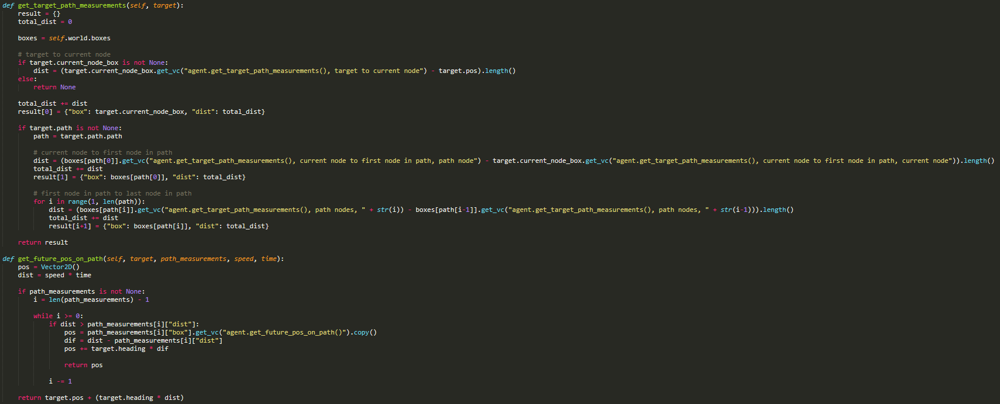 def get_target_path_measurements(self, target):
    result = {}
    total_dist = 0

    boxes = self.world.boxes

    # target to current node
    if target.current_node_box is not None:
        dist = (target.current_node_box.get_vc("agent.get_target_path_measurements(), target to current node") - target.pos).length()
    else:
        return None

    total_dist += dist
    result[0] = {"box": target.current_node_box, "dist": total_dist}

    if target.path is not None:
        path = target.path.path

        # current node to first node in path
        dist = (boxes[path[0]].get_vc("agent.get_target_path_measurements(), current node to first node in path, path node") - target.current_node_box.get_vc("agent.get_target_path_measurements(), current node to first node in path, current node")).length()
        total_dist += dist
        result[1] = {"box": boxes[path[0]], "dist": total_dist}

        # first node in path to last node in path
        for i in range(1, len(path)):
            dist = (boxes[path[i]].get_vc("agent.get_target_path_measurements(), path nodes, " + str(i)) - boxes[path[i-1]].get_vc("agent.get_target_path_measurements(), path nodes, " + str(i-1))).length()
            total_dist += dist
            result[i+1] = {"box": boxes[path[i]], "dist": total_dist}

    return result

def get_future_pos_on_path(self, target, path_measurements, speed, time):
    pos = Vector2D()
    dist = speed * time

    if path_measurements is not None:
        i = len(path_measurements) - 1

        while i >= 0:
            if dist > path_measurements[i]["dist"]:
                pos = path_measurements[i]["box"].get_vc("agent.get_future_pos_on_path()").copy()
                dif = dist - path_measurements[i]["dist"]
                pos += target.heading * dif

                return pos

            i -= 1

    return target.pos + (target.heading * dist)